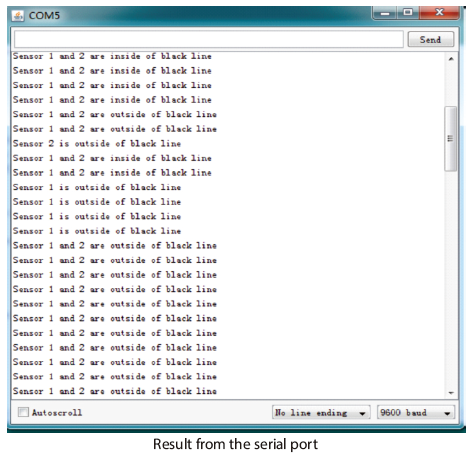 COM5
Send
Sensor 1 and 2 are inside of black line
Sensor 1 and 2 are inside of black line
Sensor 1 and 2 are inside of black line
Sensor 1 and 2 are inside of black line
Sensor 1 and 2 are outside of black line
Sensor 1 and 2 are outside of black line
Sensor 2 is outside of black line
Sensor 1 and 2 are inside of black line
Sensor 1 and 2 are inside of black line
Sensor 1 is outside of black line
Sensor 1 is outside of black line
Sensor 1 is outside of black line
Sensor 1 is outside of black line
Sensor 1 and 2 are outside of black line
Sensor 1 and 2 are outside of black line
Sensor 1 and 2 are outside of black line
Sensor 1 and 2 are outside of black line
Sensor 1 and 2 are outside of black line
Sensor 1 and 2 are outside of black line
Sensor 1 and 2 are outside of black line
Sensor 1 and 2 are outside of black line
Sensor 1 and 2 are outside of black line
Sensor 1 and 2 are outside of black line
Sensor 1 and 2 are outside of black line
Autoscroll No line ending 9600 baud
Result from the serial port